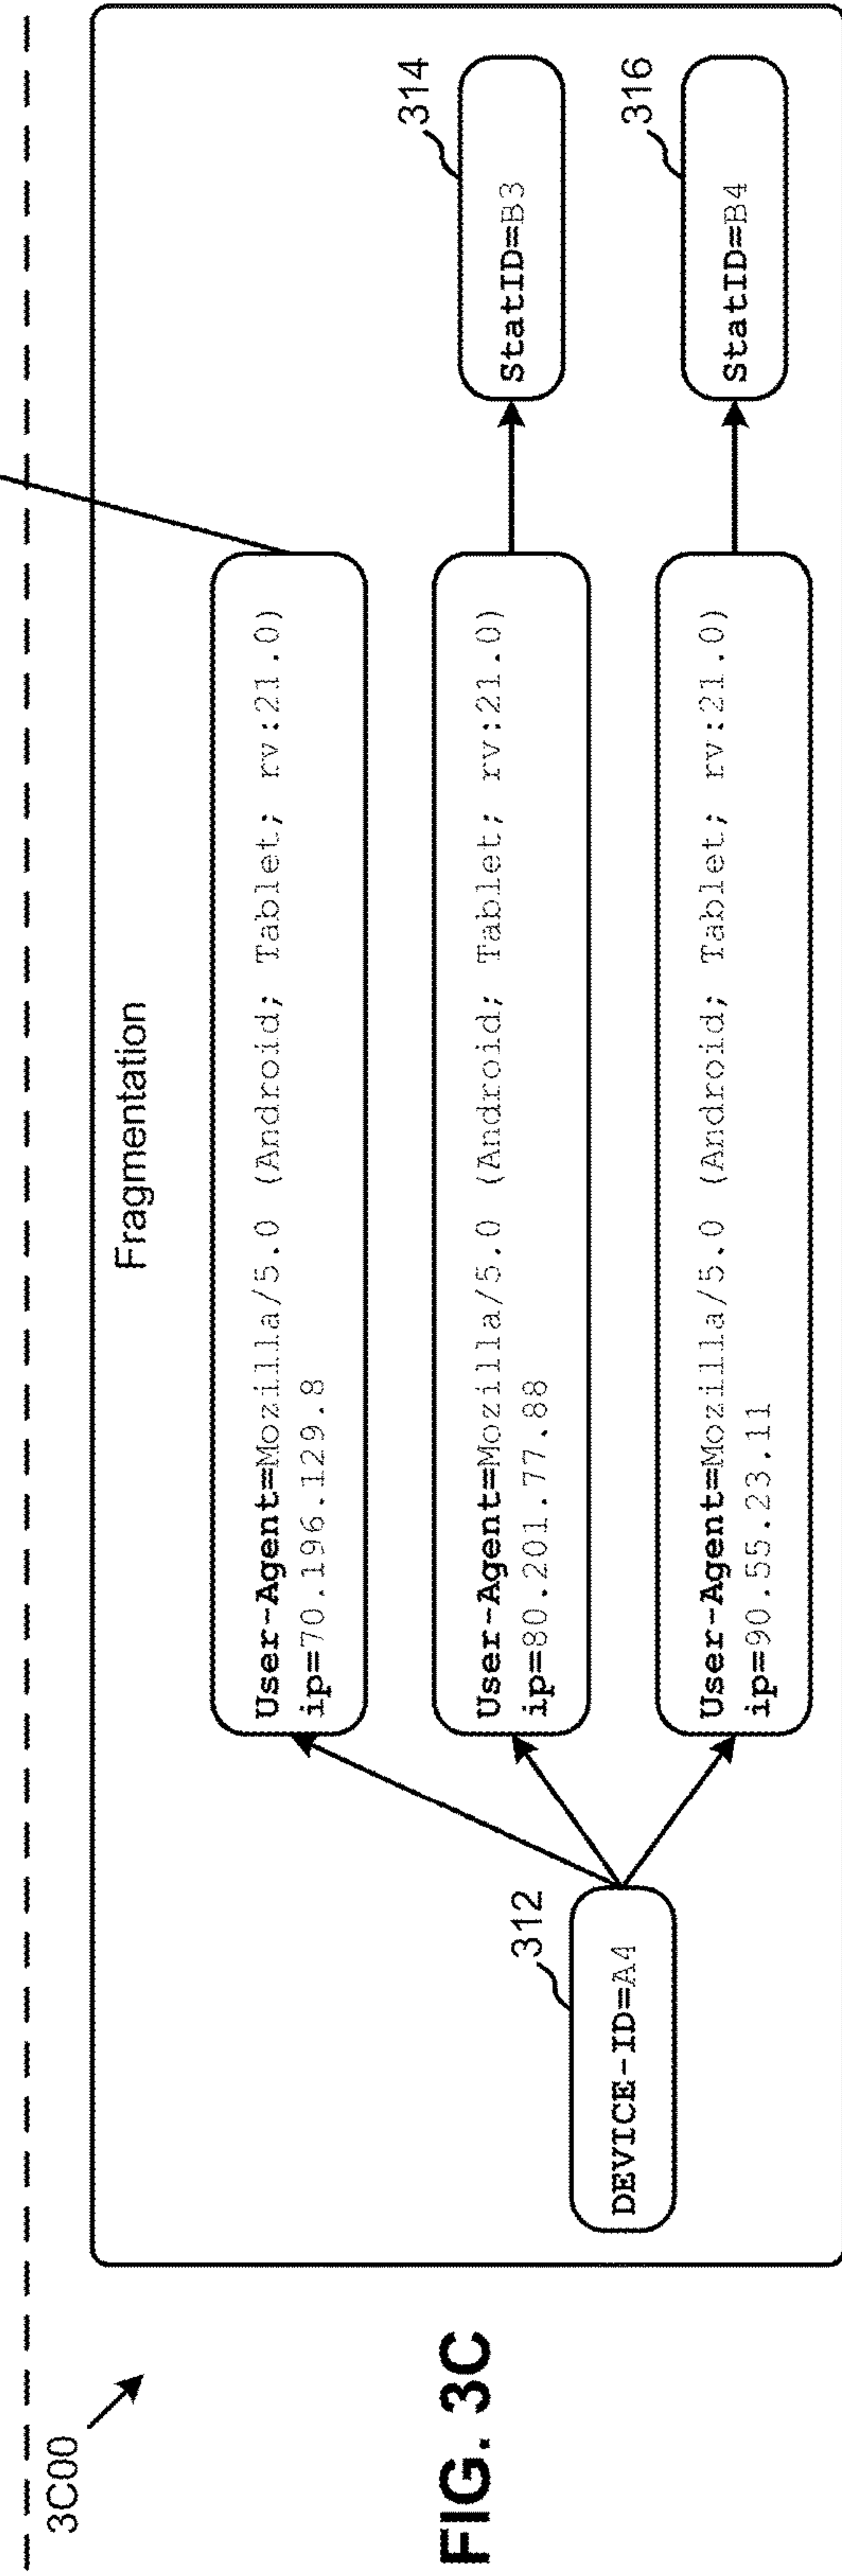 3C00
FIG. 3C
Fragmentation
312
DEVICE-ID=A4
User-Agent=Mozilla/5.0 (Android; Tablet; rv:21.0)
ip=70.196.129.8
User-Agent=Mozilla/5.0 (Android; Tablet; rv:21.0)
ip=80.201.77.88
User-Agent=Mozilla/5.0 (Android; Tablet; rv:21.0)
ip=90.55.23.11
314
StatID=B3
316
StatID=B4